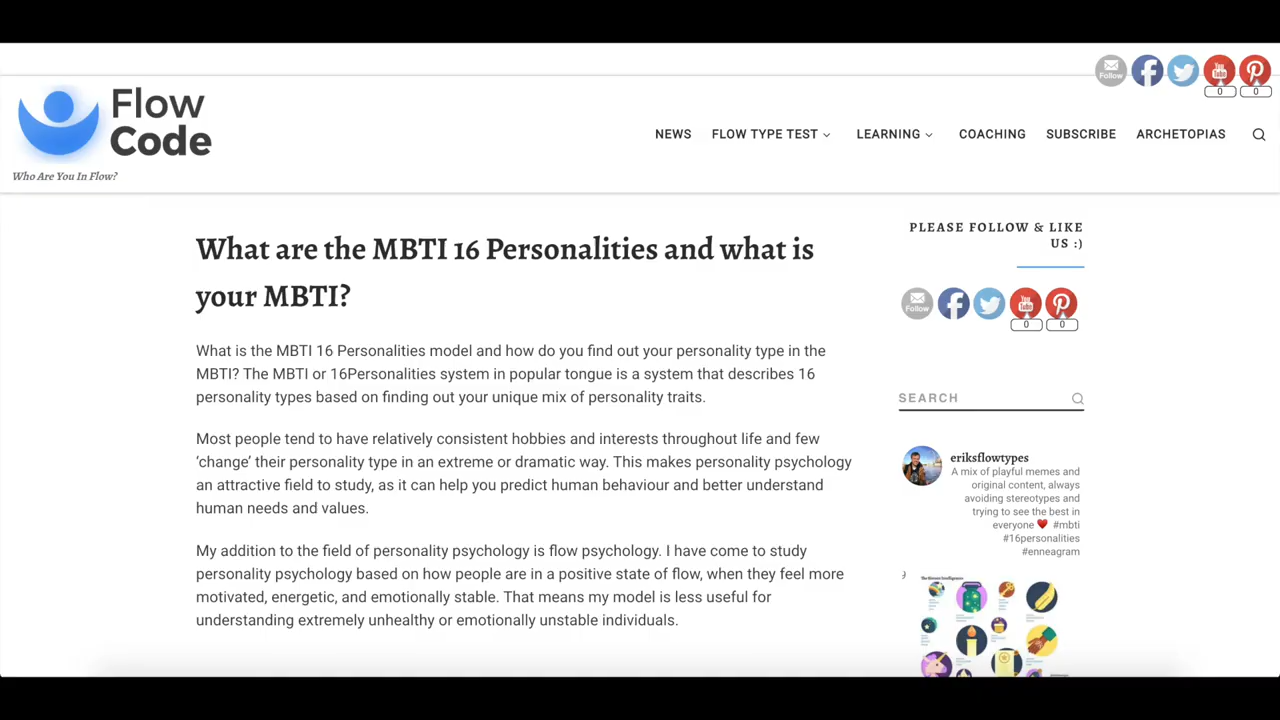 Follow
You Tube
0
0
Flow
Code
Who Are You In Flow?
NEWS FLOW TYPE TEST LEARNING COACHING SUBSCRIBE ARCHETOPIAS
What are the MBTI 16 Personalities and what is
your MBTI?
What is the MBTI 16 Personalities model and how do you find out your personality type in the
MBTI? The MBTI or 16Personalities system in popular tongue is a system that describes 16
personality types based on finding out your unique mix of personality traits.
Most people tend to have relatively consistent hobbies and interests throughout life and few
‘change’ their personality type in an extreme or dramatic way. This makes personality psychology
an attractive field to study, as it can help you predict human behaviour and better understand
human needs and values.
My addition to the field of personality psychology is flow psychology. I have come to study
personality psychology based on how people are in a positive state of flow, when they feel more
motivated, energetic, and emotionally stable. That means my model is less useful for
understanding extremely unhealthy or emotionally unstable individuals.
PLEASE FOLLOW & LIKE
US :)
Follow
You Tube
0
0
SEARCH
eriksflowtypes
A mix of playful memes and
original content, always
avoiding stereotypes and
trying to see the best in
everyone ❤️ #mbti
#16personalities
#enneagram